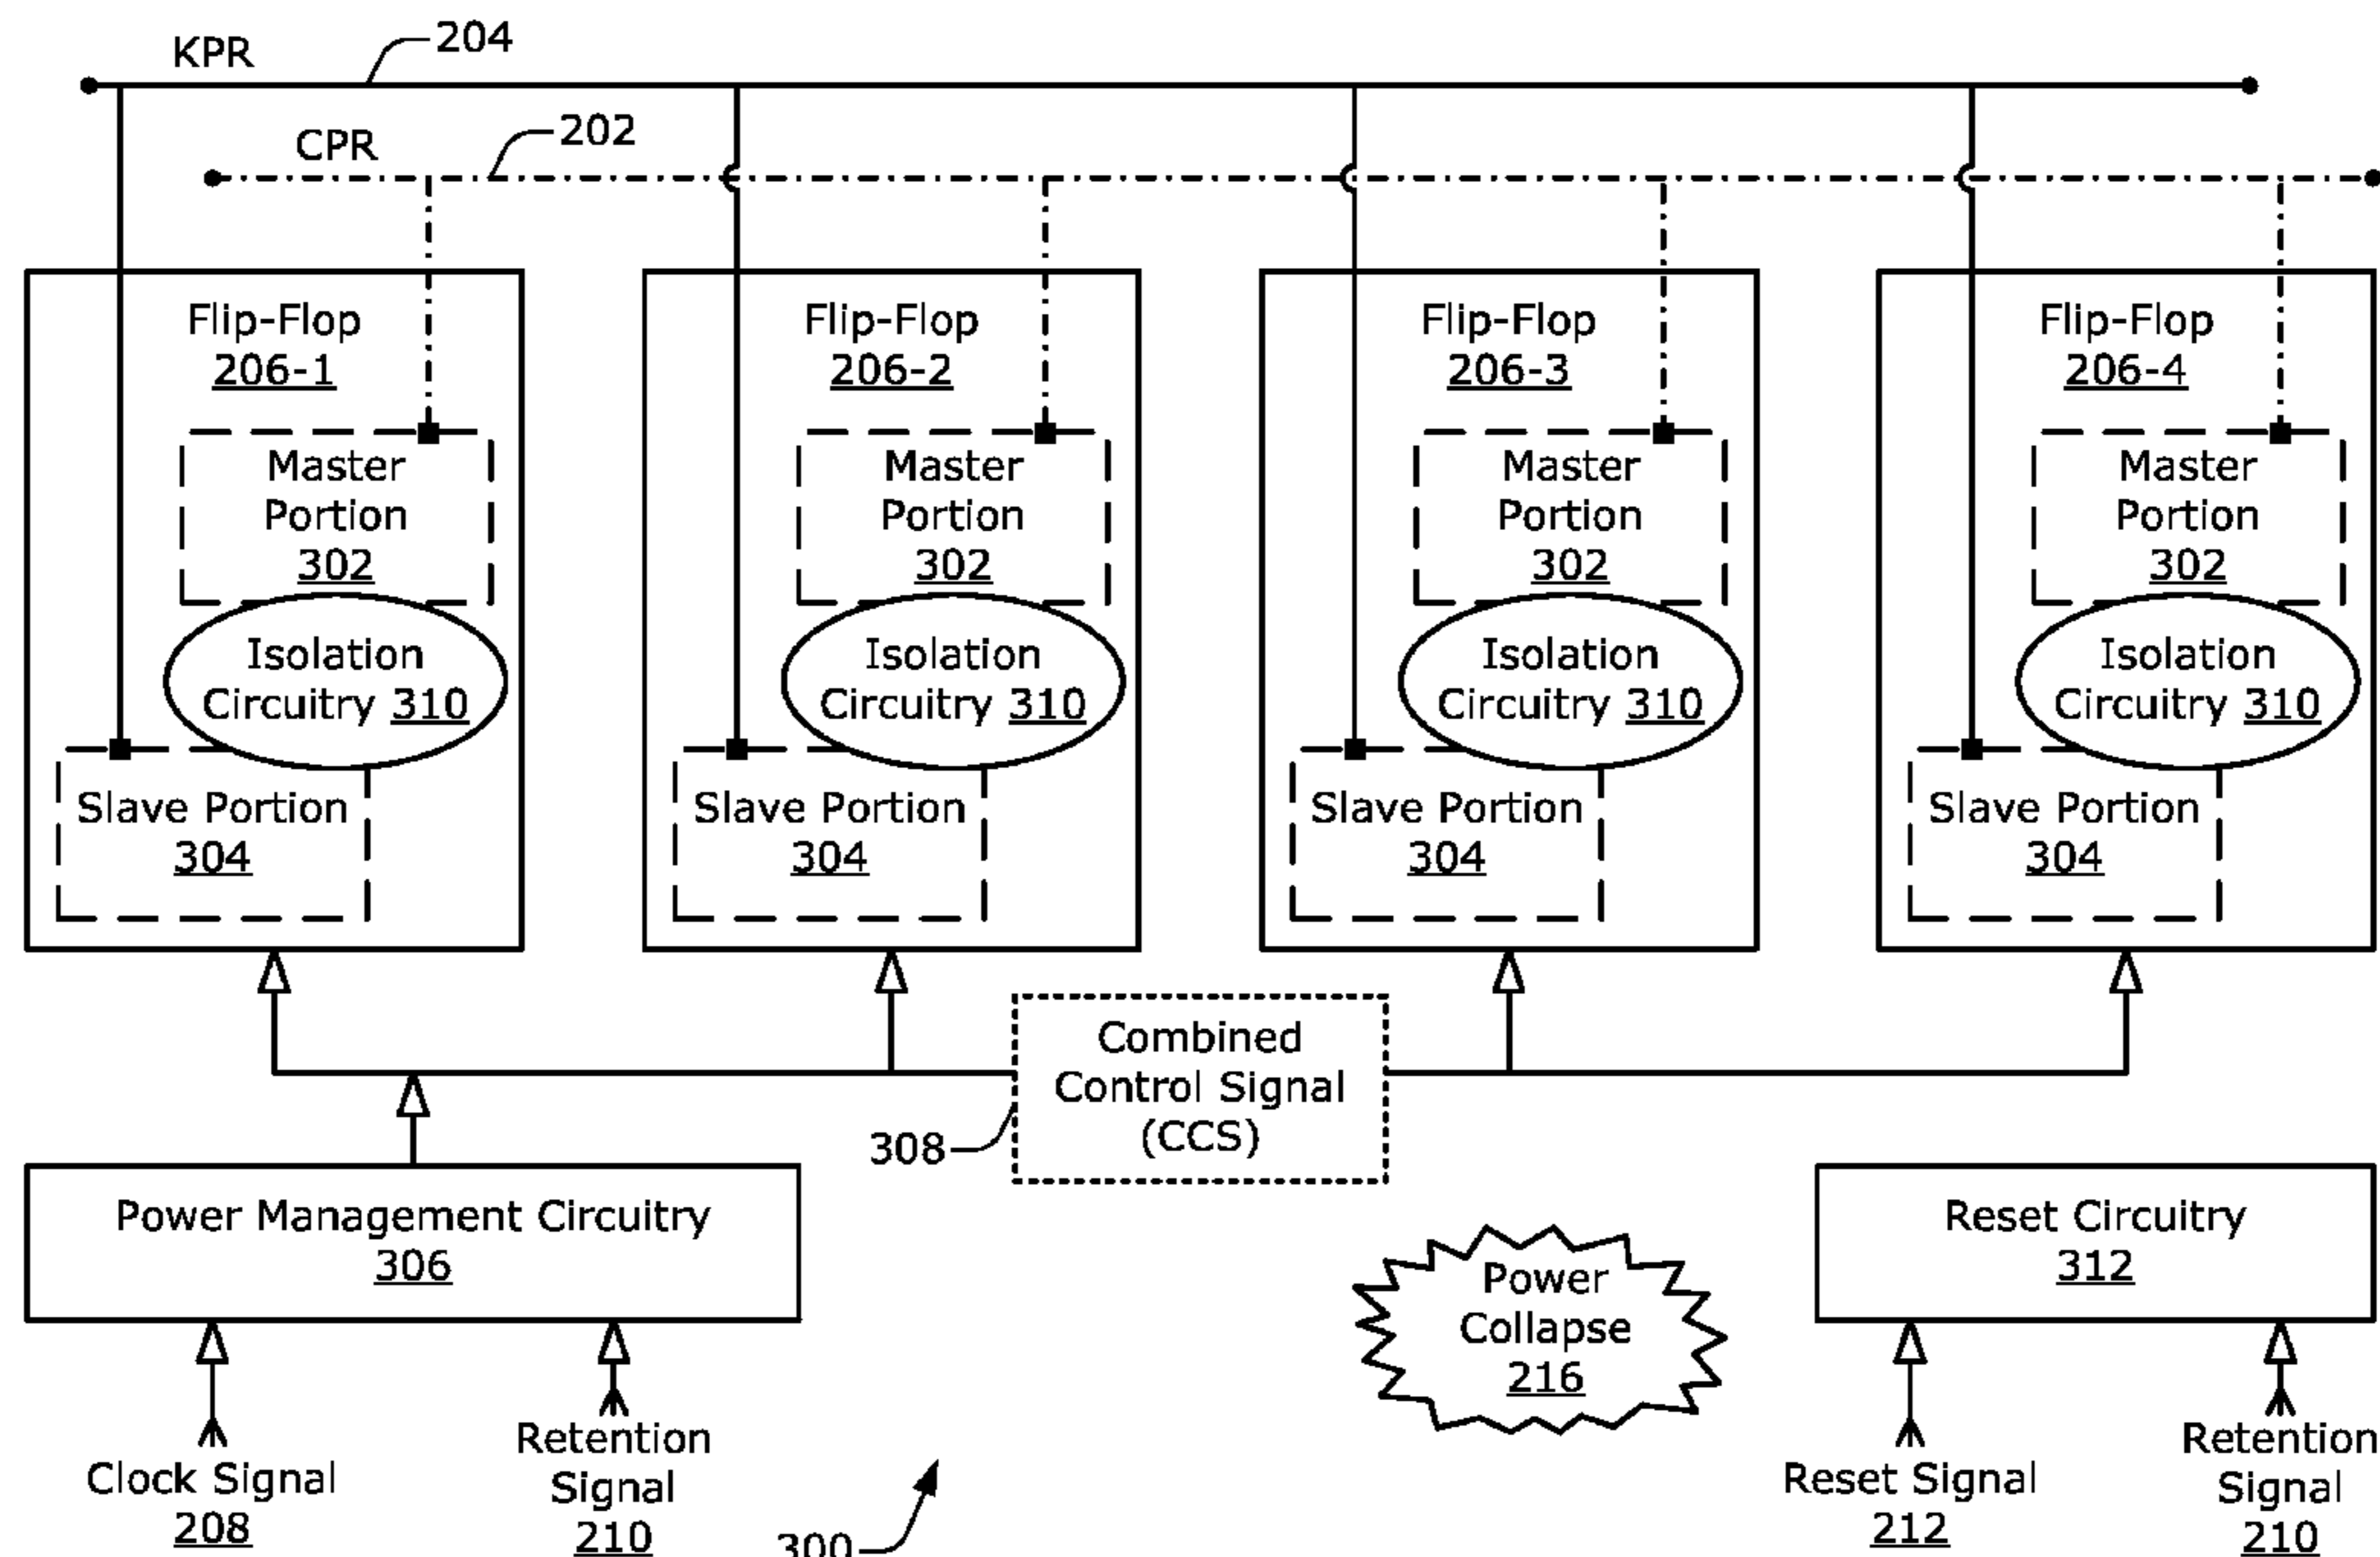 KPR
204
CPR
202
Flip-Flop
206-1
Master
Portion
302
Isolation
Circuitry 310
Slave Portion
304
Flip-Flop
206-2
Master
Portion
302
Isolation
Circuitry 310
Slave Portion
304
Flip-Flop
206-3
Master
Portion
302
Isolation
Circuitry 310
Slave Portion
304
Flip-Flop
206-4
Master
Portion
302
Isolation
Circuitry 310
Slave Portion
304
Combined
Control Signal
(CCS)
308
Power Management Circuitry
306
Clock Signal
208
Retention
Signal
210
Power
Collapse
216
Reset Circuitry
312
Reset Signal
212
Retention
Signal
210
300